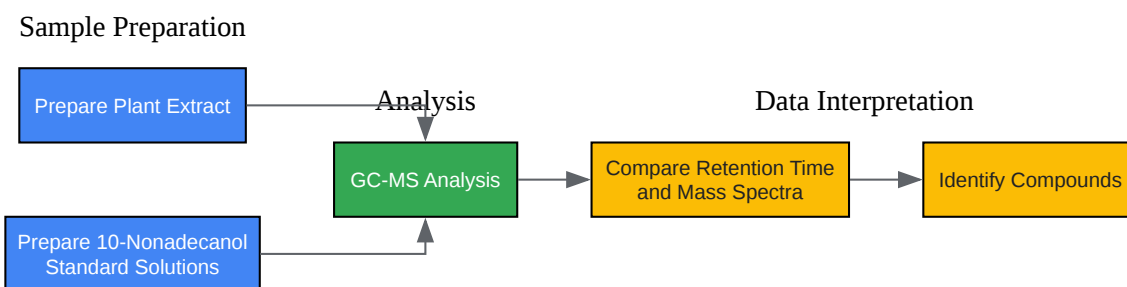 Sample Preparation
Prepare Plant Extract
Analysis
Data Interpretation
GC-MS Analysis
Compare Retention Time
and Mass Spectra
Identify Compounds
Prepare 10-Nonadecanol
Standard Solutions